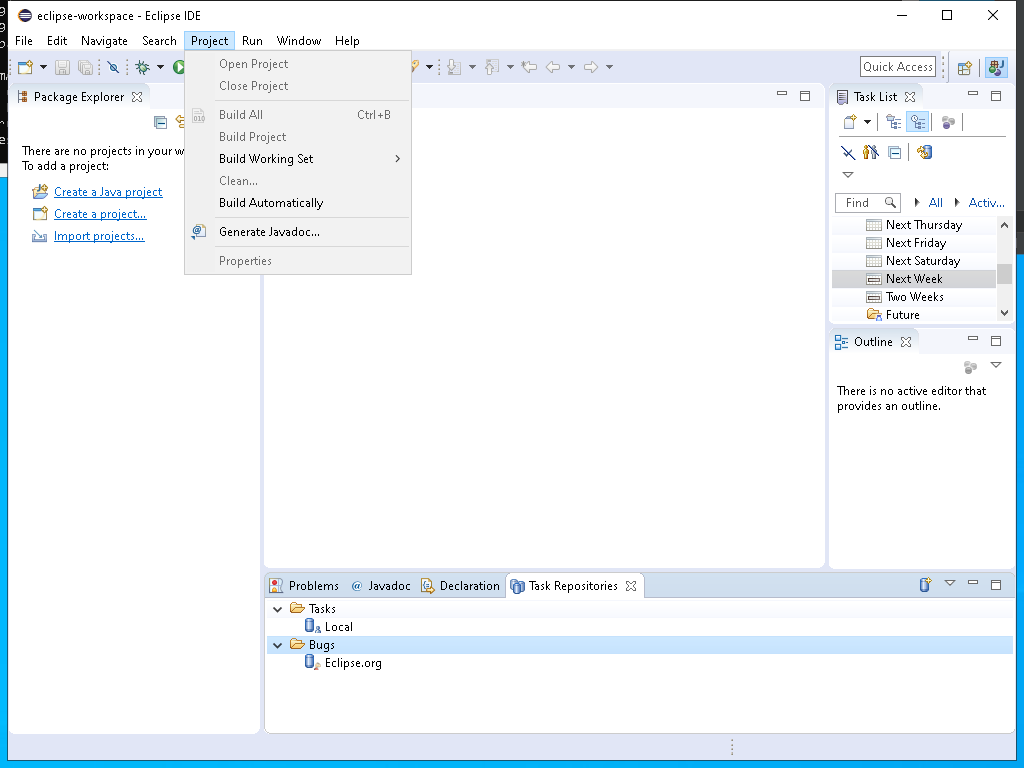 eclipse-workspace - Eclipse IDE
File Edit Navigate Search Project Run Window Help
Quick Access
Open Project
Close Project
Build All Ctrl+B
Build Project
Build Working Set
Clean...
Build Automatically
Generate Javadoc...
Properties
Package Explorer
There are no projects in your w
To add a project:
Create a Java project
Create a project...
Import projects...
Task List
Find All Activ...
Next Thursday
Next Friday
Next Saturday
Next Week
Two Weeks
Future
Outline
There is no active editor that
provides an outline.
Problems Javadoc Declaration Task Repositories
Tasks
Local
Bugs
Eclipse.org